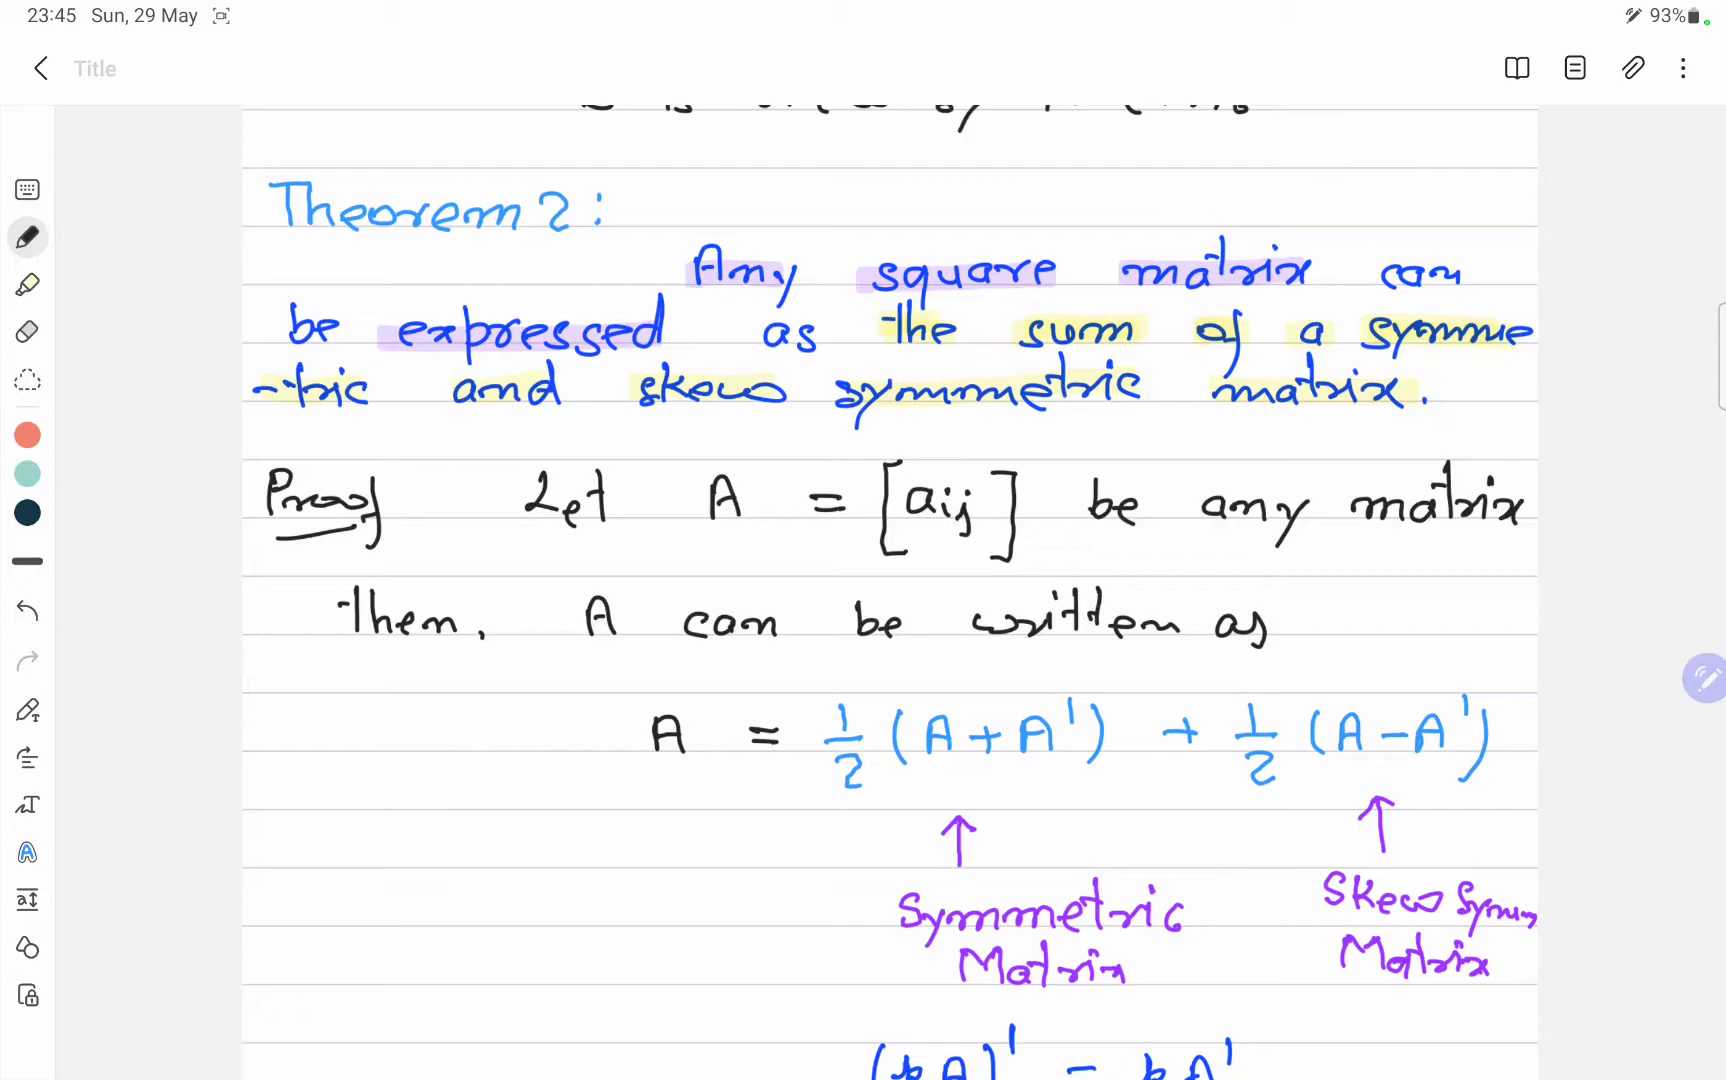 23:45 Sun, 29 May 93%
Title
Theorem 2:
Any square matrix can
be expressed as the sum of a symme
-tric and skew symmetric matrix.
Proof Let A = [aij] be any matrix
Then, A can be written as
A = 1/2 (A + A') + 1/2 (A - A')
↑ ↑
Symmetric Skew Symm
Matrix Matrix
(kA)' = kA'